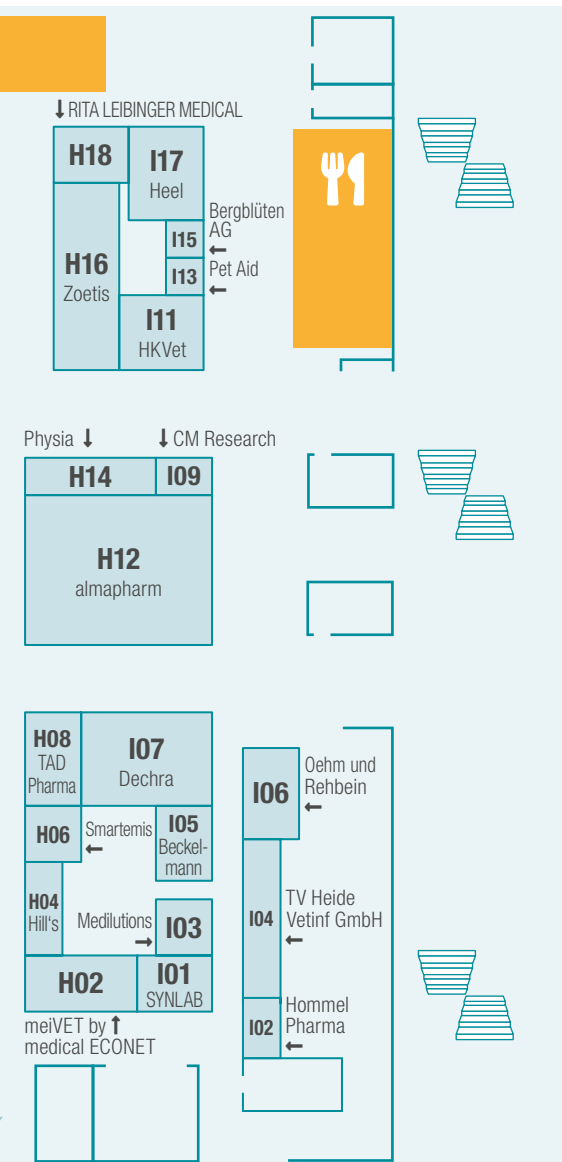 ↓ RITA LEIBINGER MEDICAL
H18
I17
Heel
Bergblüten
AG
←
I15
H16
Zoetis
I13
Pet Aid
←
I11
HKVet
Physia ↓
↓ CM Research
H14
I09
H12
almapharm
H08
TAD
Pharma
I07
Dechra
I06
Oehm und
Rehbein
←
H06
Smartemis
←
I05
Beckel-
mann
H04
Hill's
Medilutions
→
I03
I04
TV Heide
Vetinf GmbH
←
H02
I01
SYNLAB
I02
Hommel
Pharma
←
meiVET by ↑
medical ECONET